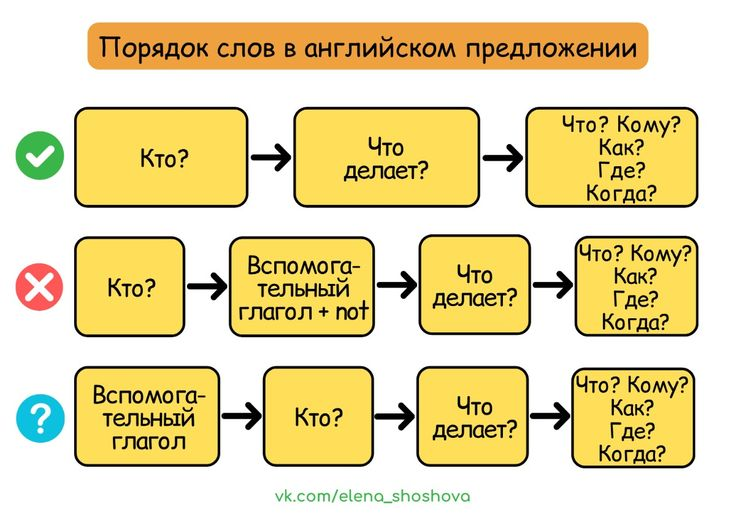 Порядок слов в английском предложении
Кто?
Что
делает?
Что? Кому?
Как?
Где?
Когда?
Кто?
Вспомога-
тельный
глагол + not
Что
делает?
Что? Кому?
Как?
Где?
Когда?
Вспомога-
тельный
глагол
Кто?
Что
делает?
Что? Кому?
Как?
Где?
Когда?
vk.com/elena_shoshova